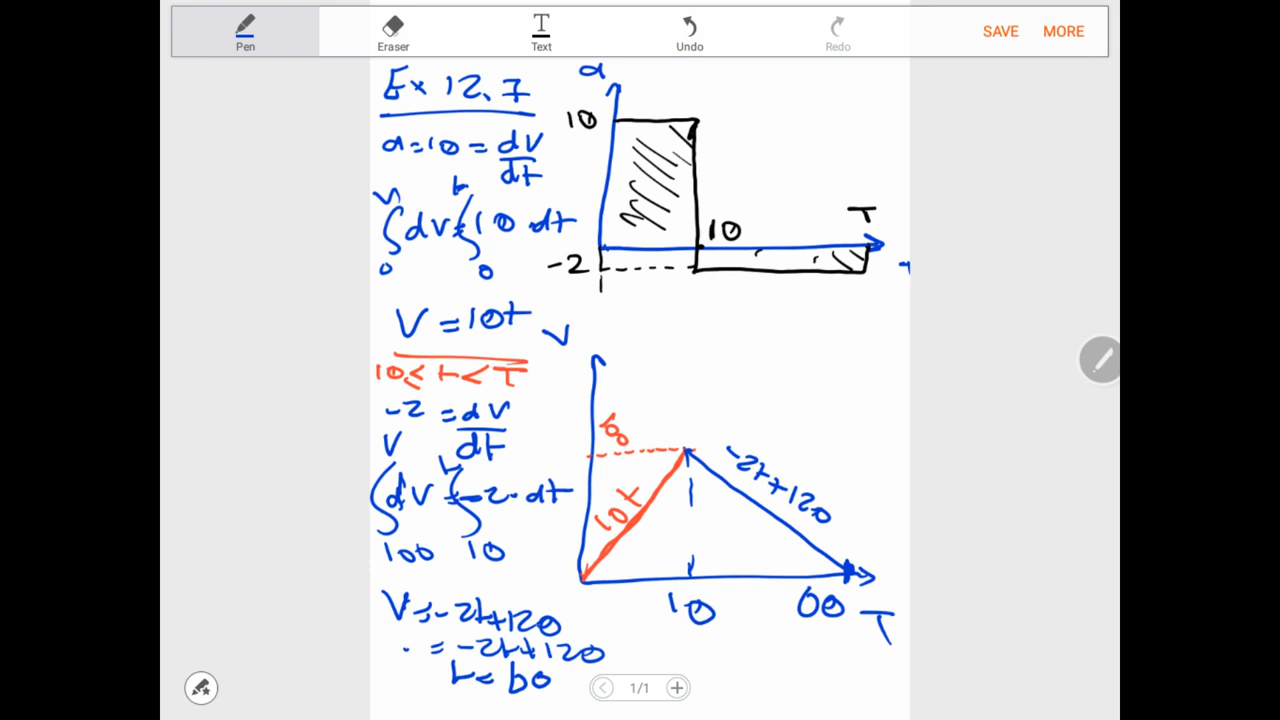 Pen
Eraser
Text
Undo
Redo
SAVE
MORE
Ex 12.7
a=10 = dv/dt
v
t
∫dv = ∫10 dt
0
0
V = 10t
10 < t < T
-2 = dV/dt
V
t
∫dV = ∫-2 dt
100
10
V = -2t+120
. = -2t+120
t = 60
a
10
10
T
-2
V
100
10t
-2t+120
10
60
T
1/1